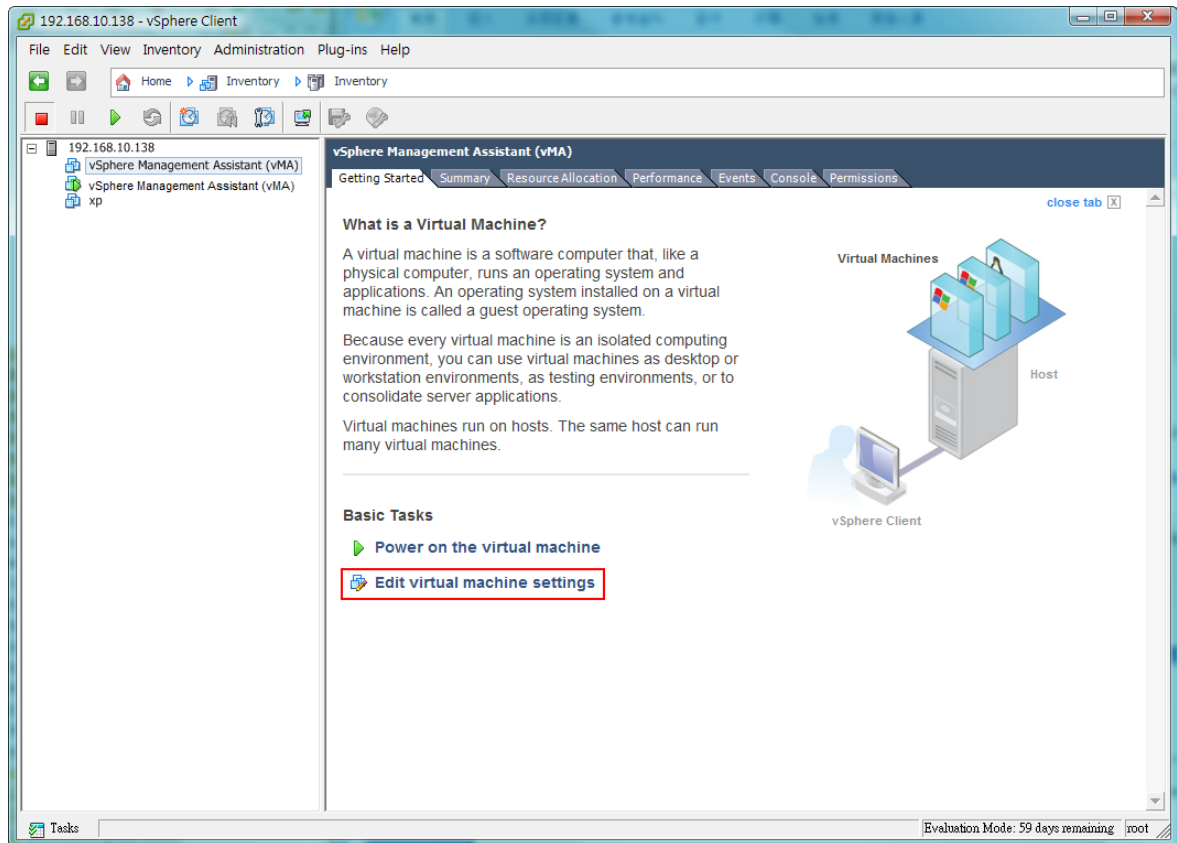 192.168.10.138 - vSphere Client
File Edit View Inventory Administration Plug-ins Help
Home Inventory Inventory
192.168.10.138
vSphere Management Assistant (vMA)
vSphere Management Assistant (vMA)
xp
vSphere Management Assistant (vMA)
Getting Started Summary Resource Allocation Performance Events Console Permissions
close tab X
What is a Virtual Machine?
A virtual machine is a software computer that, like a
physical computer, runs an operating system and
applications. An operating system installed on a virtual
machine is called a guest operating system.
Because every virtual machine is an isolated computing
environment, you can use virtual machines as desktop or
workstation environments, as testing environments, or to
consolidate server applications.
Virtual machines run on hosts. The same host can run
many virtual machines.
Basic Tasks
Power on the virtual machine
Edit virtual machine settings
Virtual Machines
Host
vSphere Client
Tasks
Evaluation Mode: 59 days remaining root